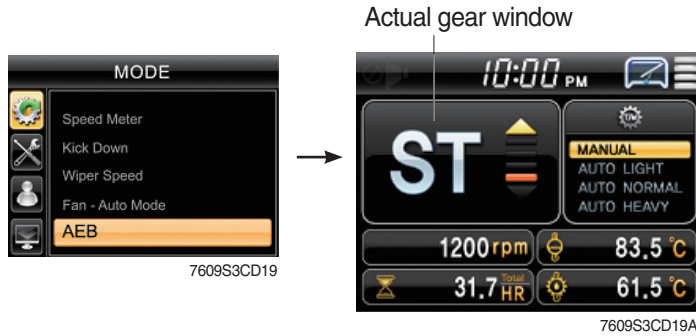 Actual gear window
MODE
Speed Meter
Kick Down
Wiper Speed
Fan - Auto Mode
AEB
7609S3CD19
10:00 PM
ST
T/M
MANUAL
AUTO LIGHT
AUTO NORMAL
AUTO HEAVY
1200 rpm
83.5 °C
31.7 Total HR
61.5 °C
7609S3CD19A